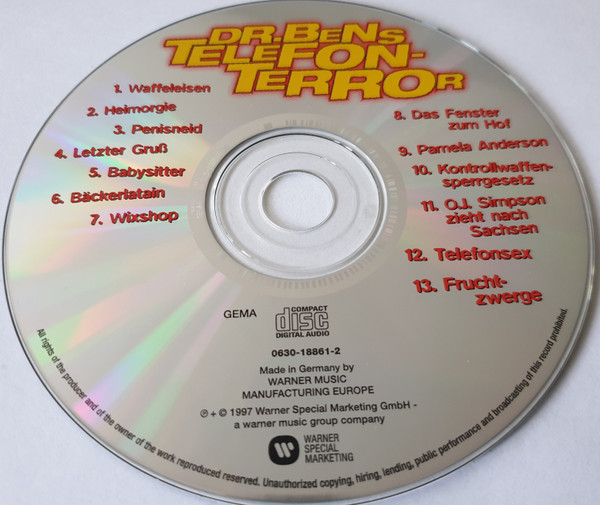 DR. BENS
TELEFON-
TERROR
1. Waffeleisen
2. Heimorgie
3. Penisneid
4. Letzter Gruß
5. Babysitter
6. Bäckerlatain
7. Wixshop
8. Das Fenster
zum Hof
9. Pamela Anderson
10. Kontrollwaffen-
sperrgesetz
11. O.J. Simpson
zieht nach
Sachsen
12. Telefonsex
13. Frucht-
zwerge
GEMA
COMPACT
disc
DIGITAL AUDIO
0630-18861-2
Made in Germany by
WARNER MUSIC
MANUFACTURING EUROPE
℗ + © 1997 Warner Special Marketing GmbH -
a warner music group company
WARNER
SPECIAL
MARKETING
All rights of the producer and of the owner of the work reproduced reserved. Unauthorized copying, hiring, lending, public performance and broadcasting of this record prohibited.